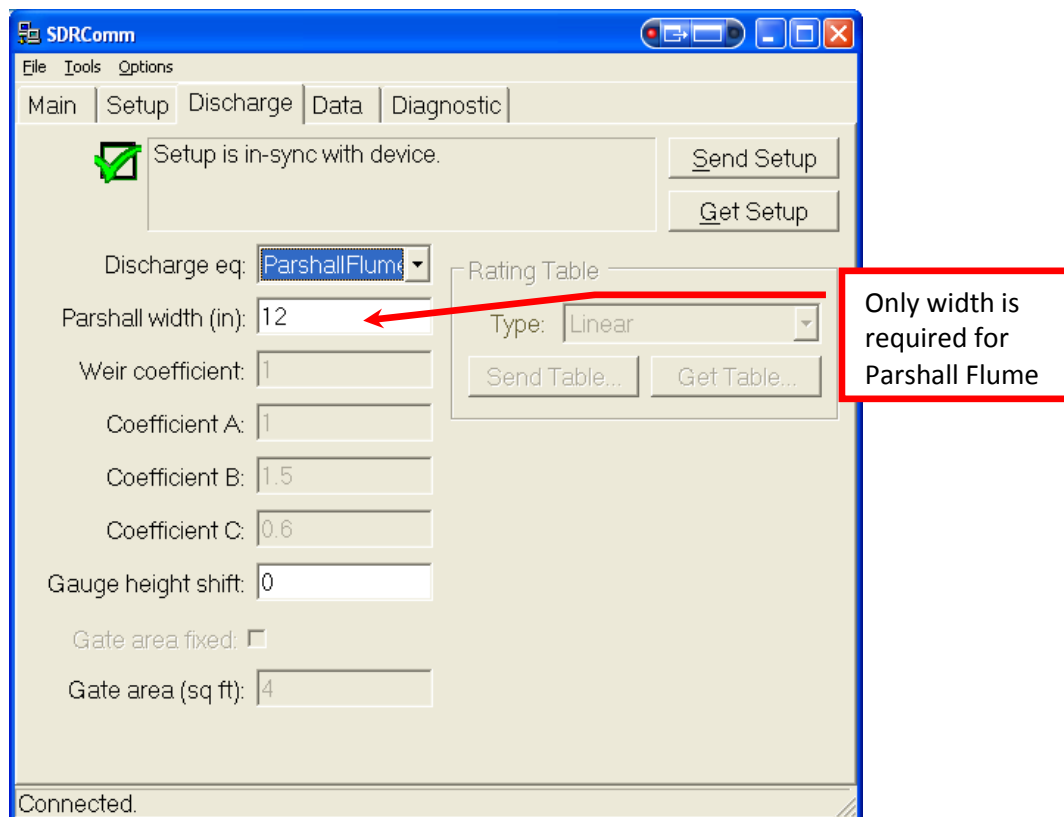 SDRComm
File Tools Options
Main Setup Discharge Data Diagnostic
Setup is in-sync with device.
Send Setup
Get Setup
Discharge eq: ParshallFlume
Parshall width (in): 12
Weir coefficient: 1
Coefficient A: 1
Coefficient B: 1.5
Coefficient C: 0.6
Gauge height shift: 0
Gate area fixed:
Gate area (sq ft): 4
Rating Table
Type: Linear
Send Table... Get Table...
Only width is
required for
Parshall Flume
Connected.